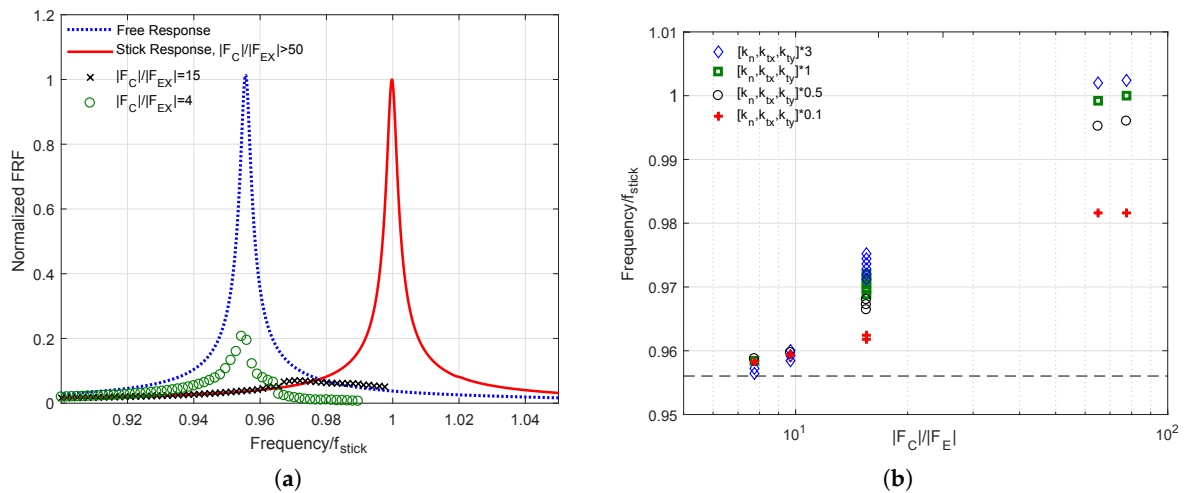 Free Response
Stick Response, |F_C|/|F_EX|>50
|F_C|/|F_EX|=15
|F_C|/|F_EX|=4
Normalized FRF
1.2
1
0.8
0.6
0.4
0.2
0
0.92 0.94 0.96 0.98 1 1.02 1.04
Frequency/f_stick
(a)
[k_n,k_tx,k_ty]*3
[k_n,k_tx,k_ty]*1
[k_n,k_tx,k_ty]*0.5
[k_n,k_tx,k_ty]*0.1
Frequency/f_stick
1.01
1
0.99
0.98
0.97
0.96
0.95
10^1 10^2
|F_C|/|F_E|
(b)